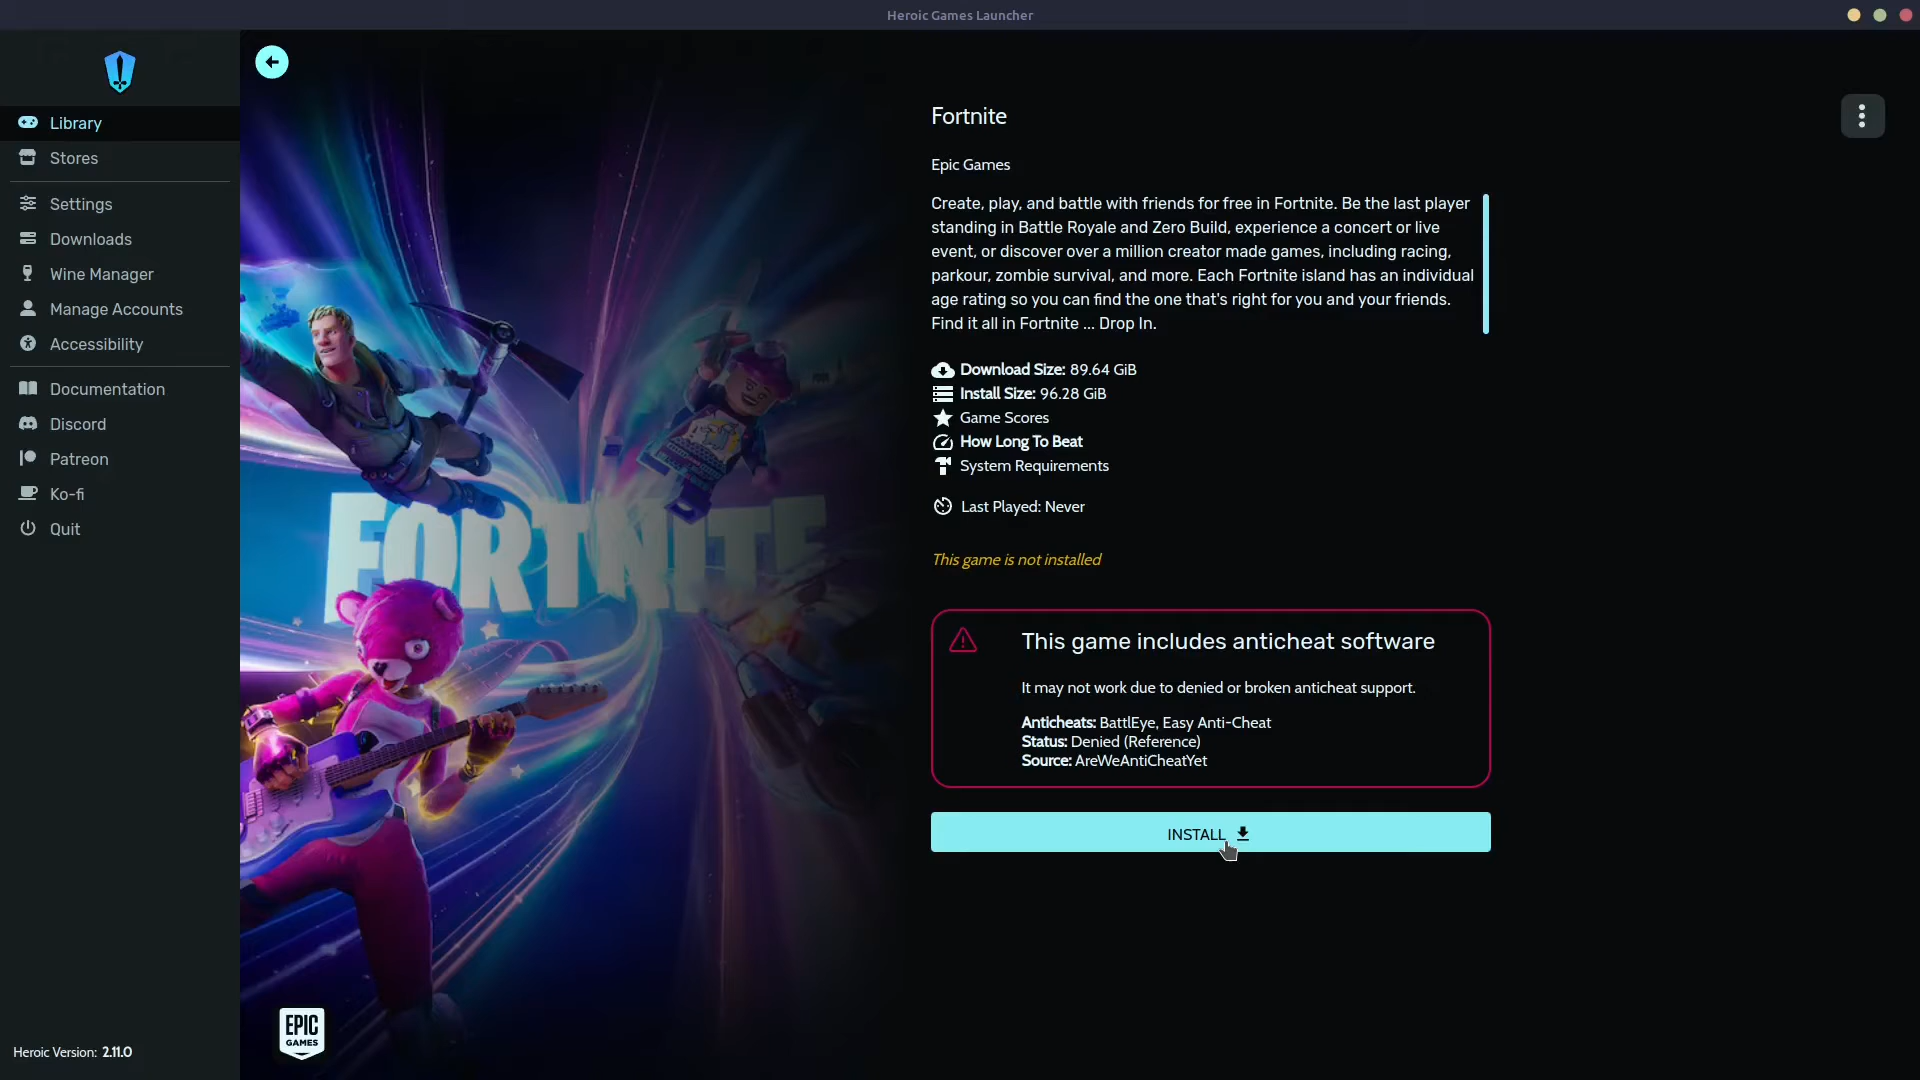 Heroic Games Launcher
Library
Stores
Settings
Downloads
Wine Manager
Manage Accounts
Accessibility
Documentation
Discord
Patreon
Ko-fi
Quit
Heroic Version: 2.11.0
FORTNITE
EPIC
GAMES
Fortnite
Epic Games
Create, play, and battle with friends for free in Fortnite. Be the last player
standing in Battle Royale and Zero Build, experience a concert or live
event, or discover over a million creator made games, including racing,
parkour, zombie survival, and more. Each Fortnite island has an individual
age rating so you can find the one that's right for you and your friends.
Find it all in Fortnite ... Drop In.
Download Size: 89.64 GiB
Install Size: 96.28 GiB
Game Scores
How Long To Beat
System Requirements
Last Played: Never
This game is not installed
This game includes anticheat software
It may not work due to denied or broken anticheat support.
Anticheats: BattlEye, Easy Anti-Cheat
Status: Denied (Reference)
Source: AreWeAntiCheatYet
INSTALL